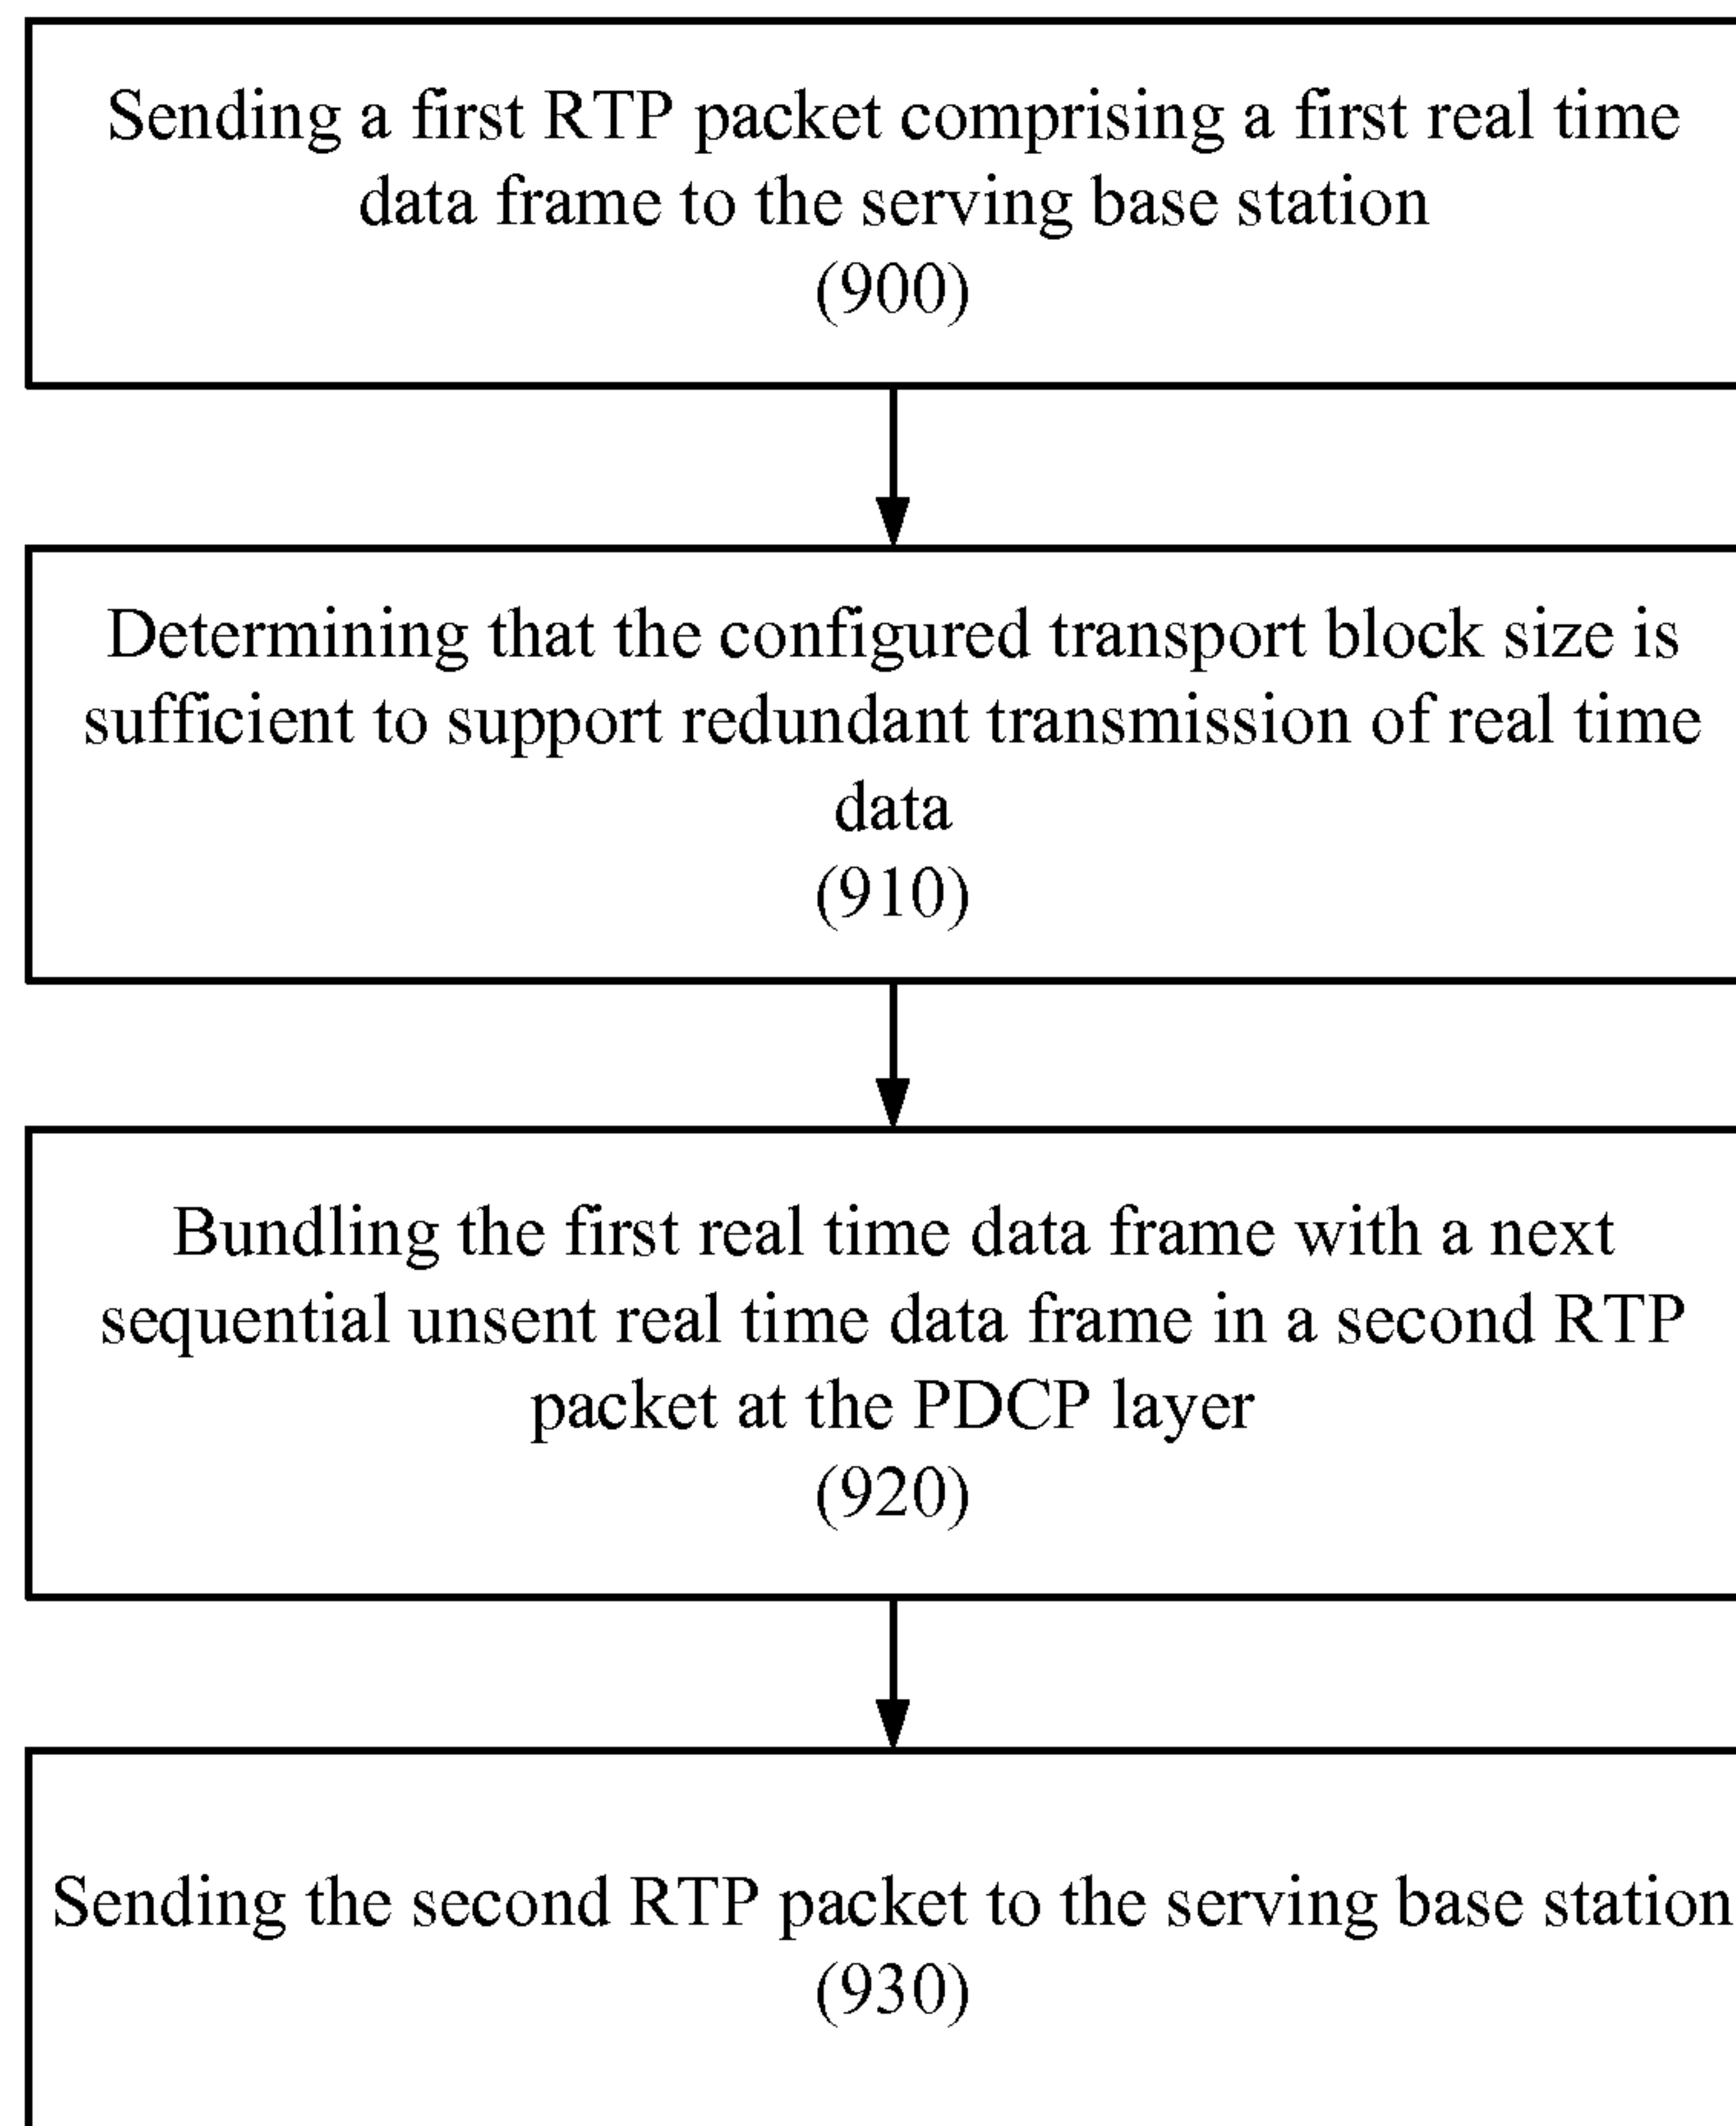 Sending a first RTP packet comprising a first real time
data frame to the serving base station
(900)
Determining that the configured transport block size is
sufficient to support redundant transmission of real time
data
(910)
Bundling the first real time data frame with a next
sequential unsent real time data frame in a second RTP
packet at the PDCP layer
(920)
Sending the second RTP packet to the serving base station
(930)